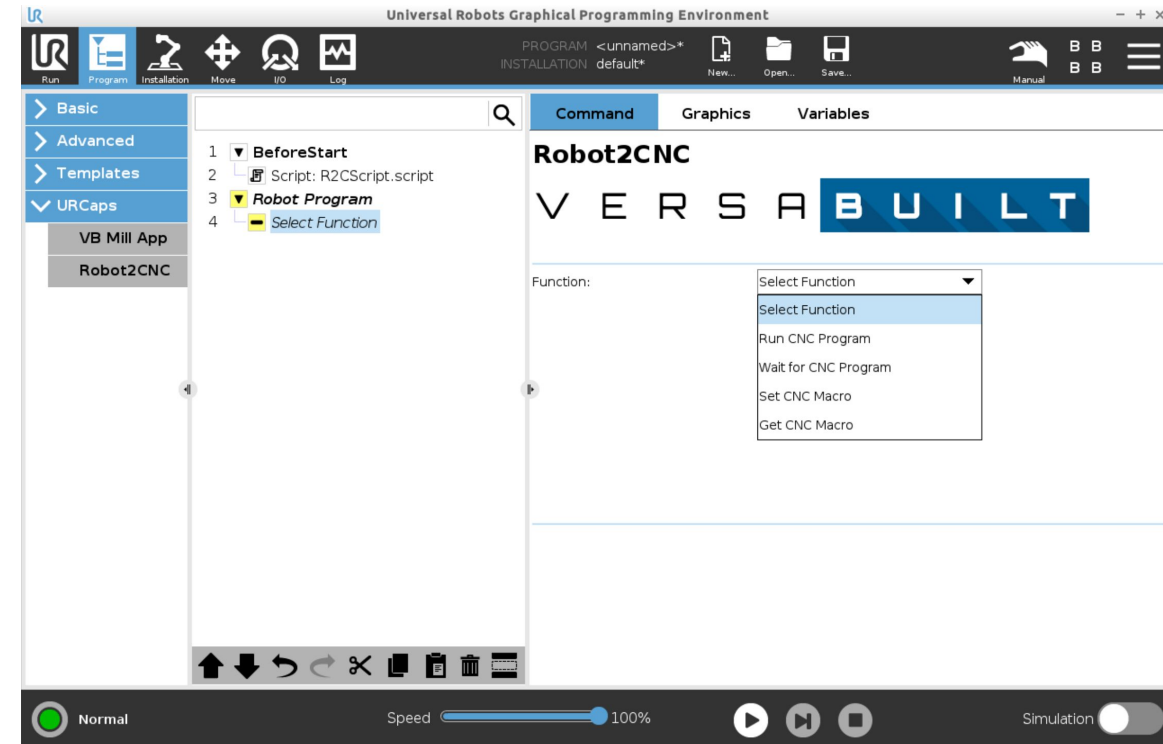 Universal Robots Graphical Programming Environment
PROGRAM <unnamed>*
INSTALLATION default*
Run Program Installation Move I/O Log New... Open... Save... Manual
B B
B B
Basic
Advanced
Templates
URCaps
VB Mill App
Robot2CNC
1 BeforeStart
2 Script: R2CScript.script
3 Robot Program
4 Select Function
Command Graphics Variables
Robot2CNC
VERSABUILT
Function: Select Function
Select Function
Run CNC Program
Wait for CNC Program
Set CNC Macro
Get CNC Macro
Normal Speed 100% Simulation